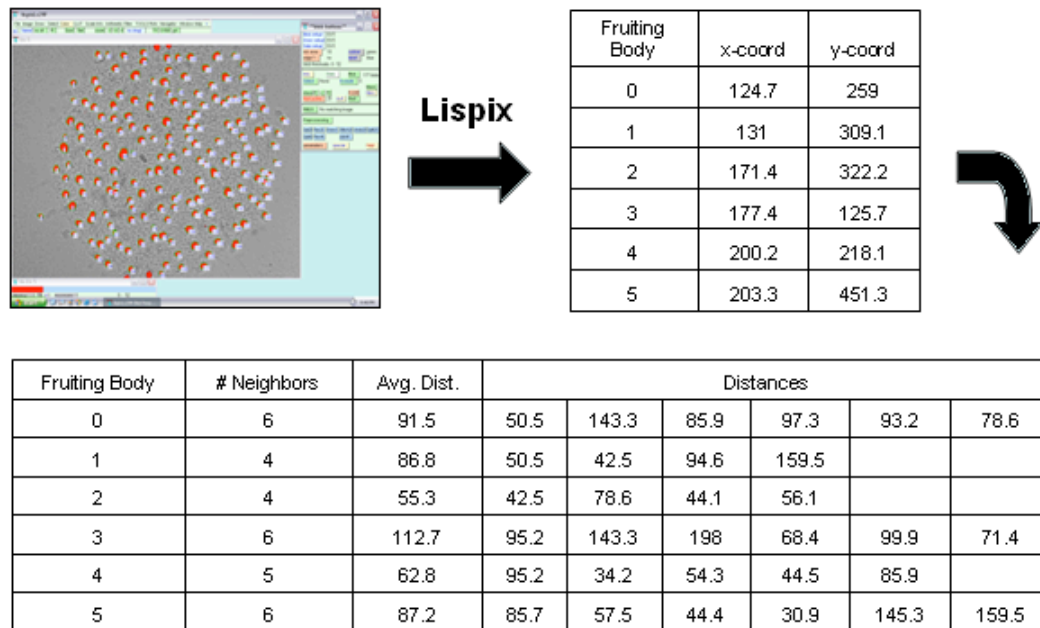 Lispix
Fruiting Body x-coord y-coord
0 124.7 259
1 131 309.1
2 171.4 322.2
3 177.4 125.7
4 200.2 218.1
5 203.3 451.3
Fruiting Body # Neighbors Avg. Dist. Distances
0 6 91.5 50.5 143.3 85.9 97.3 93.2 78.6
1 4 86.8 50.5 42.5 94.6 159.5
2 4 55.3 42.5 78.6 44.1 56.1
3 6 112.7 95.2 143.3 198 68.4 99.9 71.4
4 5 62.8 95.2 34.2 54.3 44.5 85.9
5 6 87.2 85.7 57.5 44.4 30.9 145.3 159.5